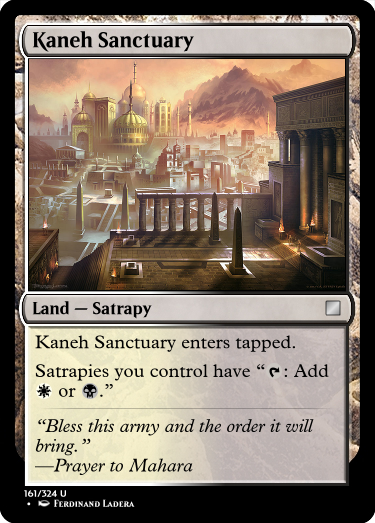 Kaneh Sanctuary
Land — Satrapy
Kaneh Sanctuary enters tapped.
Satrapies you control have “: Add
or .”
“Bless this army and the order it will
bring.”
—Prayer to Mahara
161/324 U
• Ferdinand Ladera